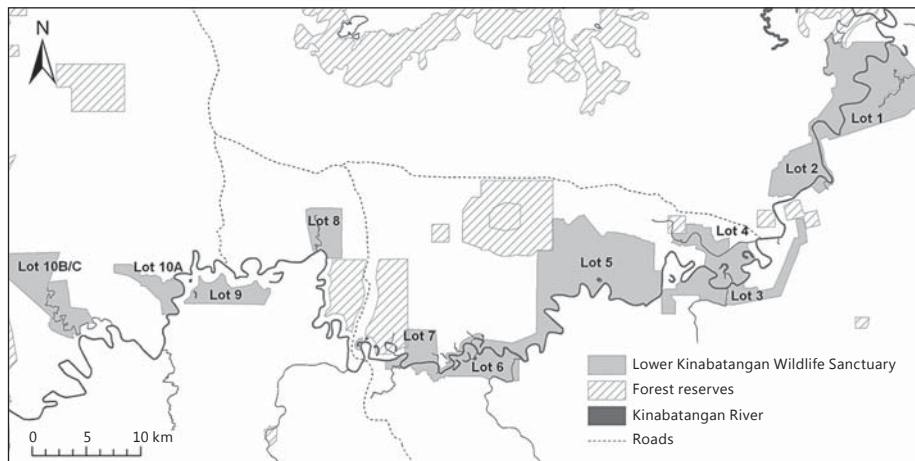 N
Lot 1
Lot 2
Lot 8
Lot 4
Lot 10B/C
Lot 10A
Lot 5
Lot 9
Lot 3
Lot 7
Lot 6
Lower Kinabatangan Wildlife Sanctuary
Forest reserves
Kinabatangan River
Roads
0 5 10 km